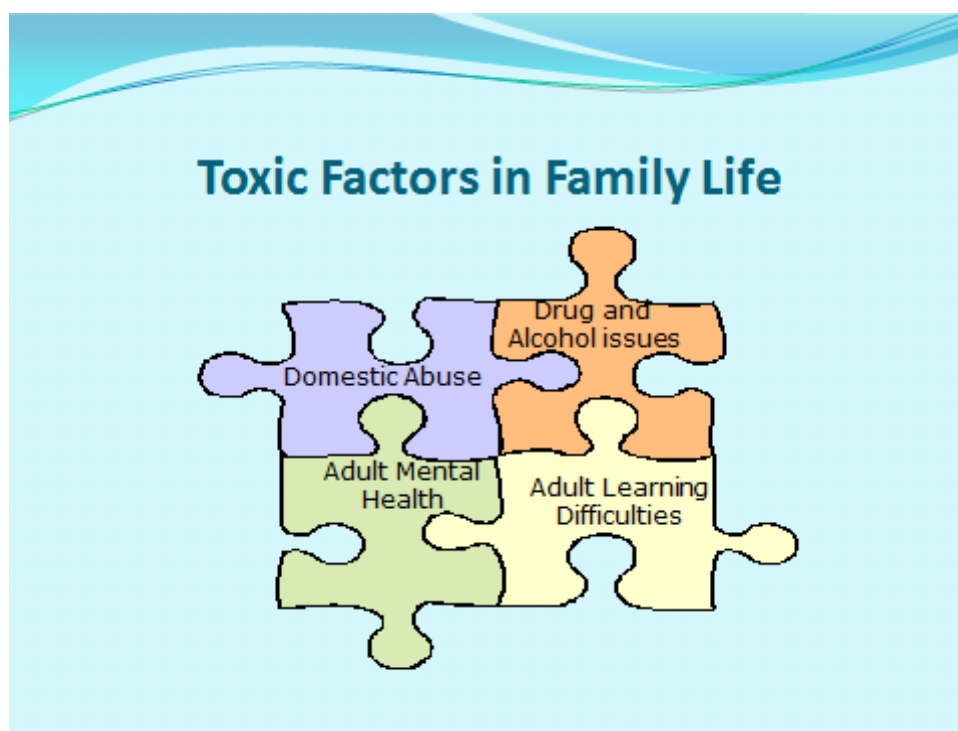 Toxic Factors in Family Life
Drug and
Alcohol issues
Domestic Abuse
Adult Mental
Health
Adult Learning
Difficulties